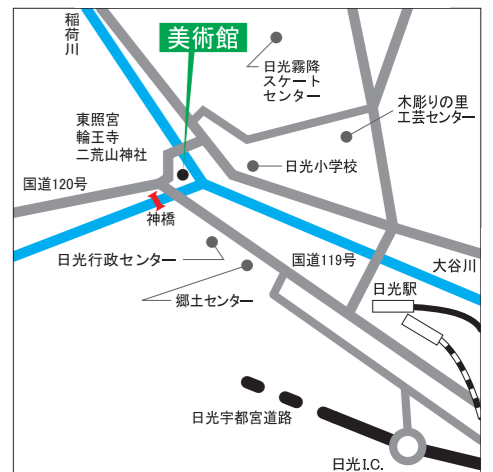 稲荷川
美術館
日光霧降
スケート
センター
木彫りの里
工芸センター
東照宮
輪王寺
二荒山神社
日光小学校
国道120号
神橋
日光行政センター
国道119号
大谷川
郷土センター
日光駅
日光宇都宮道路
日光I.C.